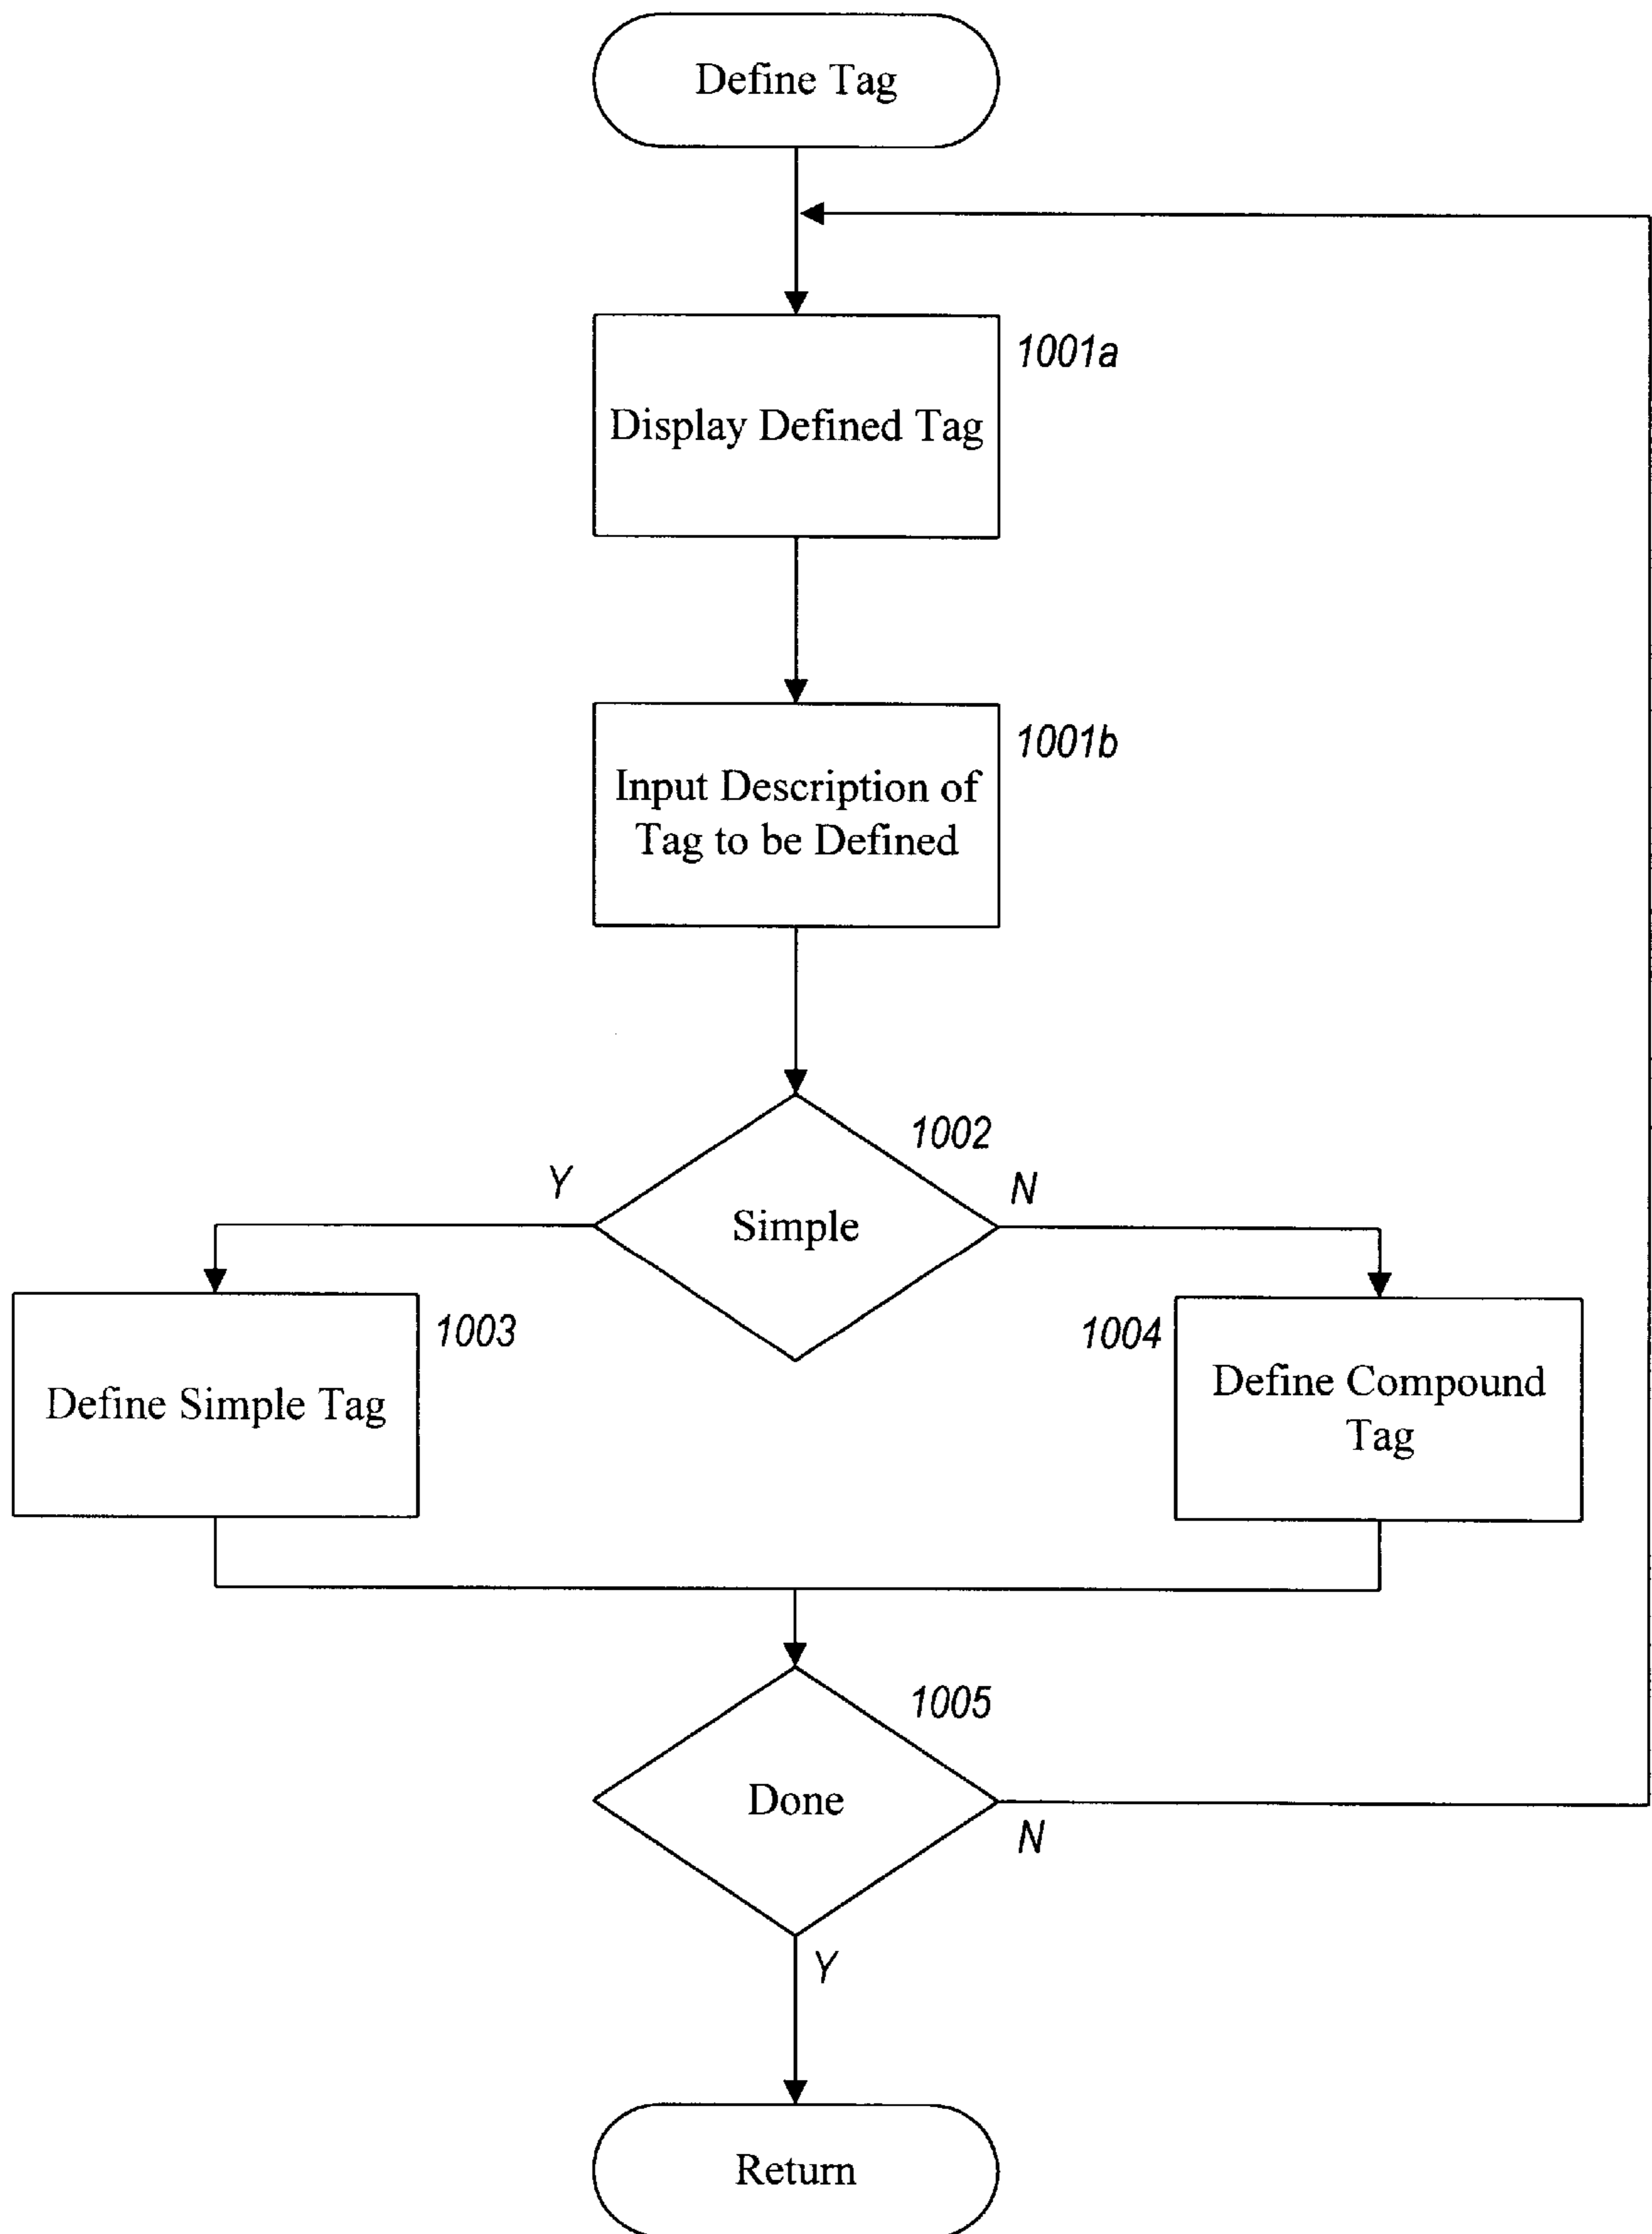 Define Tag
1001a
Display Defined Tag
1001b
Input Description of
Tag to be Defined
1002
Y
N
Simple
1003
1004
Define Simple Tag
Define Compound
Tag
1005
Done
N
Y
Return